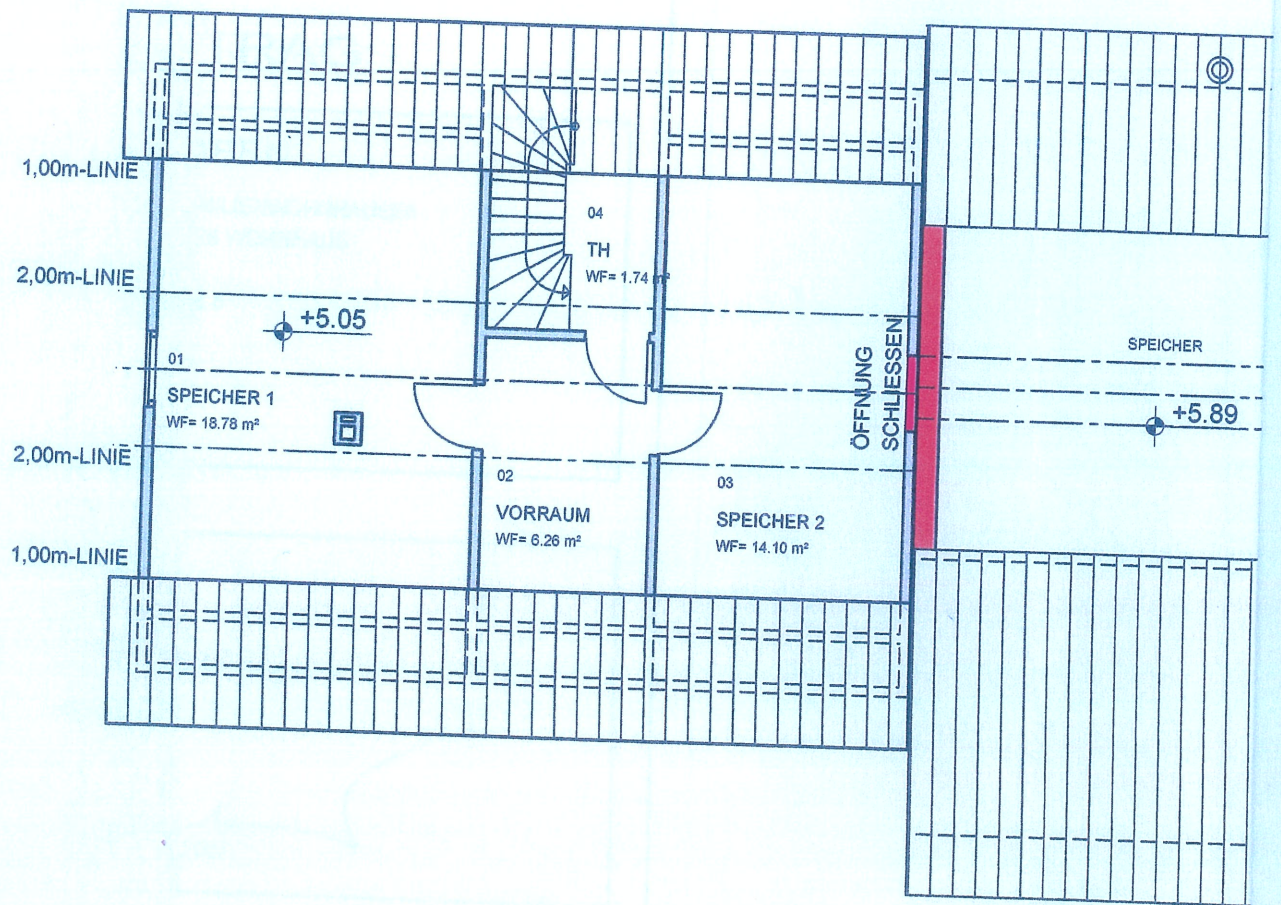 1,00m-LINIE
04
TH
WF= 1.74 m²
2,00m-LINIE
+5.05
01
SPEICHER 1
WF= 18.78 m²
ÖFFNUNG
SCHLIESSEN
SPEICHER
+5.89
2,00m-LINIE
02
VORRAUM
WF= 6.26 m²
03
SPEICHER 2
WF= 14.10 m²
1,00m-LINIE